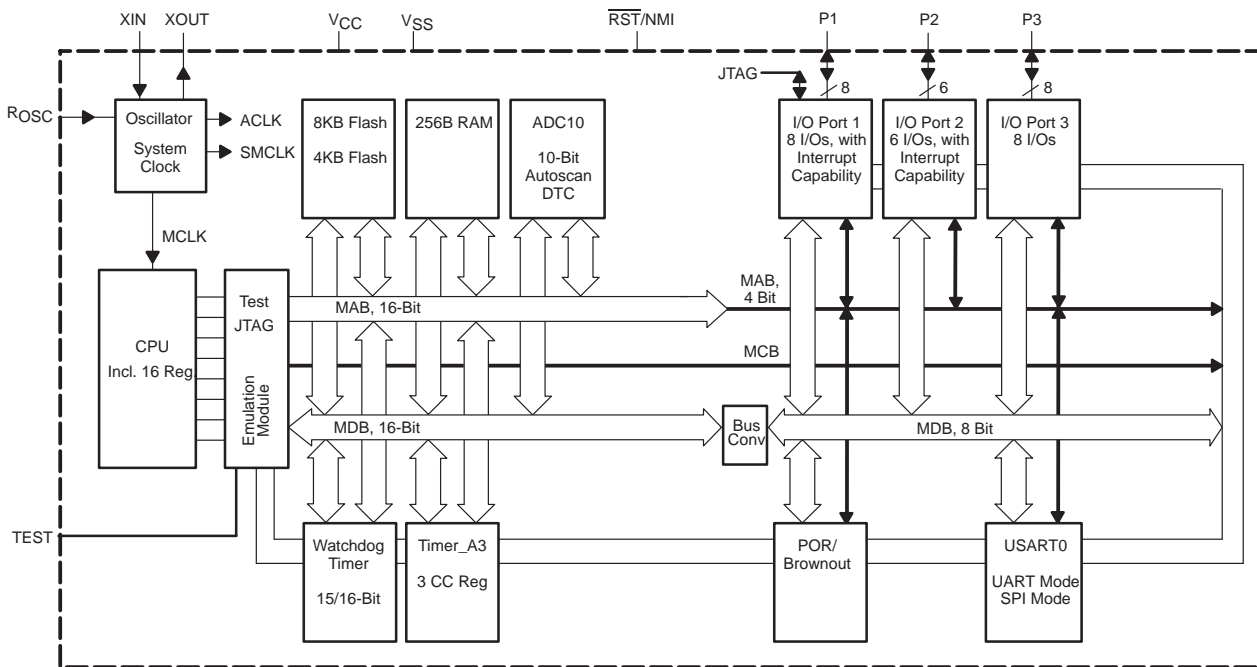 XIN
XOUT
VCC
VSS
RST/NMI
P1
P2
P3
JTAG
8
6
8
ROSC
Oscillator
System
Clock
ACLK
SMCLK
8KB Flash
4KB Flash
256B RAM
ADC10
10-Bit
Autoscan
DTC
I/O Port 1
8 I/Os, with
Interrupt
Capability
I/O Port 2
6 I/Os, with
Interrupt
Capability
I/O Port 3
8 I/Os
MCLK
CPU
Incl. 16 Reg.
Test
JTAG
Emulation
Module
MAB, 16-Bit
MAB,
4 Bit
MCB
MDB, 16-Bit
Bus
Conv
MDB, 8 Bit
TEST
Watchdog
Timer
15/16-Bit
Timer_A3
3 CC Reg
POR/
Brownout
USART0
UART Mode
SPI Mode